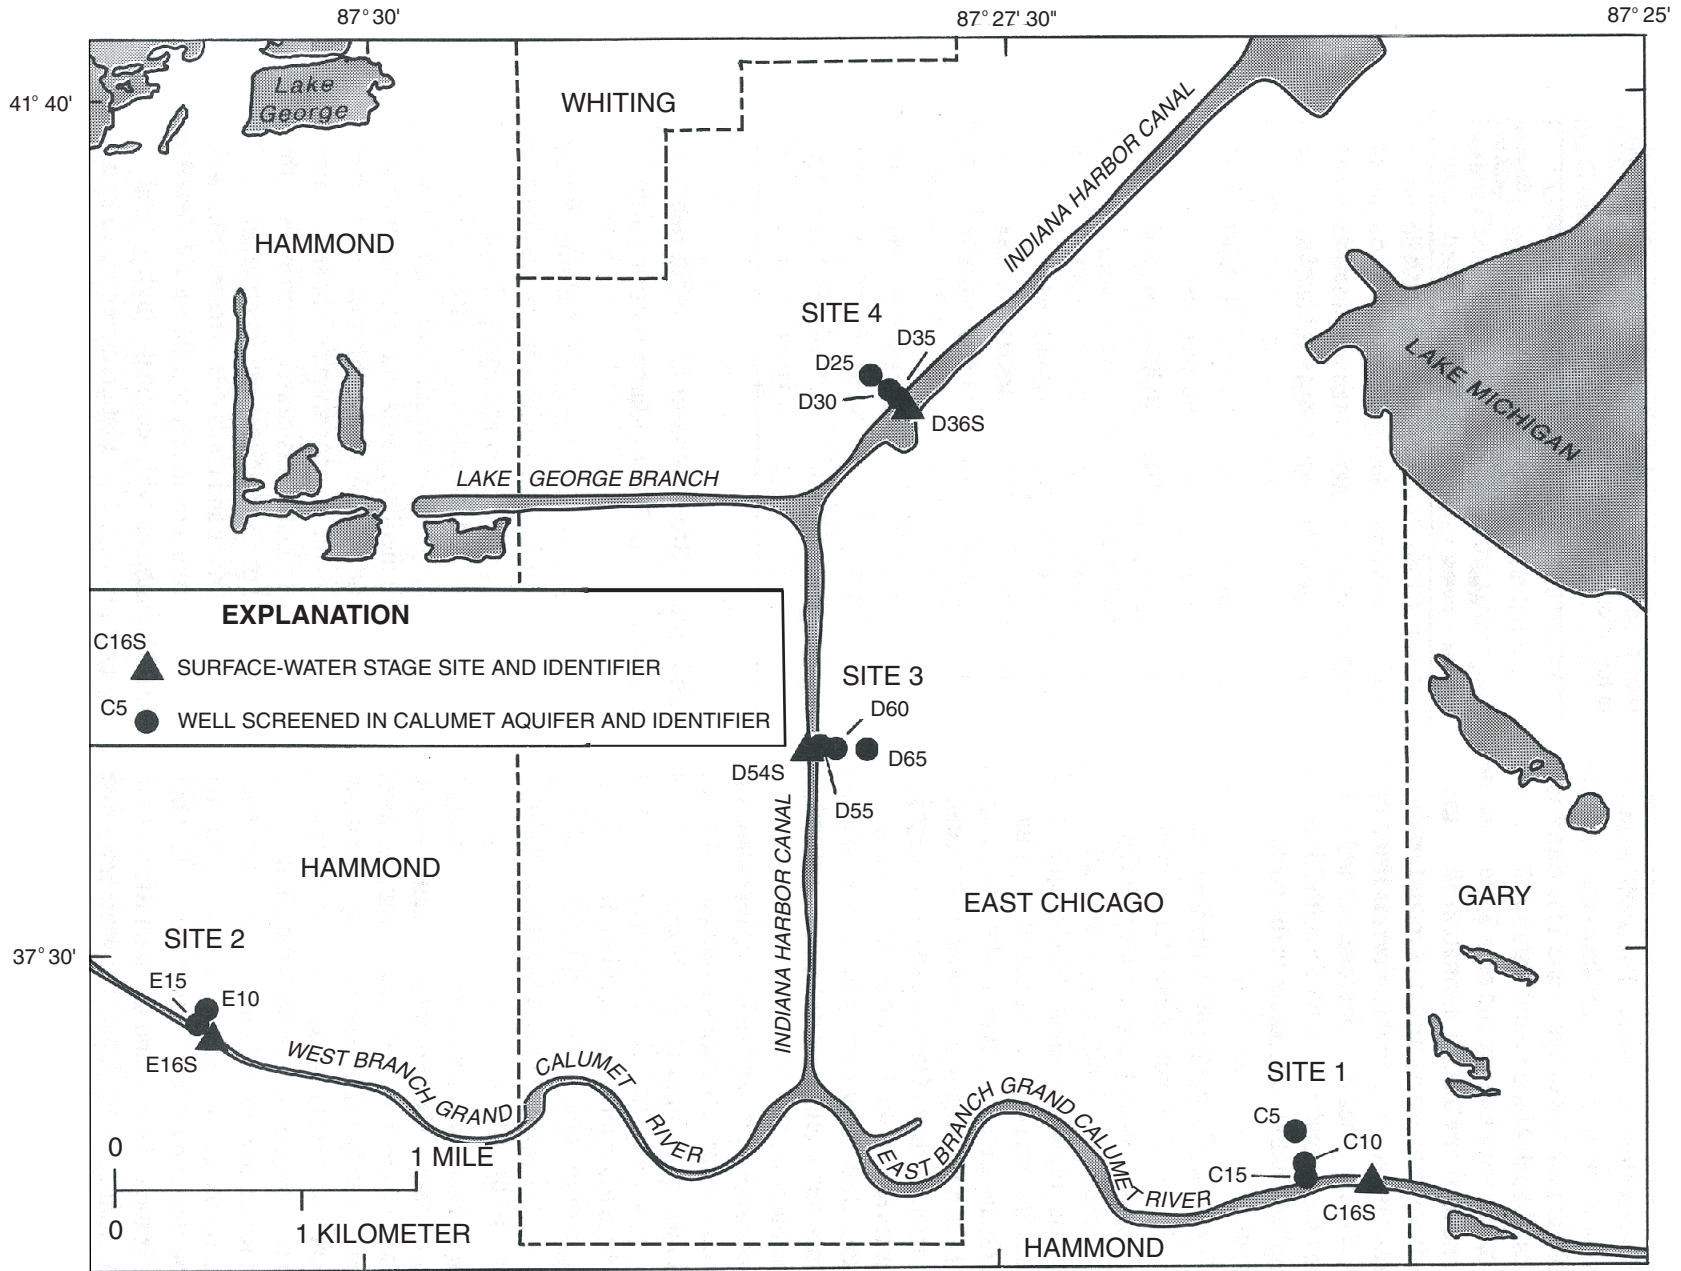 87° 30'
87° 27' 30"
87° 25'
41° 40'
Lake
George
WHITING
INDIANA HARBOR CANAL
HAMMOND
SITE 4
D35
D25
D30
D36S
LAKE MICHIGAN
LAKE GEORGE BRANCH
EXPLANATION
C16S
SURFACE-WATER STAGE SITE AND IDENTIFIER
C5
WELL SCREENED IN CALUMET AQUIFER AND IDENTIFIER
SITE 3
D60
D65
D54S
D55
INDIANA HARBOR CANAL
HAMMOND
EAST CHICAGO
GARY
37° 30'
SITE 2
E15
E10
E16S
WEST BRANCH GRAND CALUMET RIVER
EAST BRANCH GRAND CALUMET RIVER
SITE 1
C5
C10
C15
C16S
0
1 MILE
0
1 KILOMETER
HAMMOND